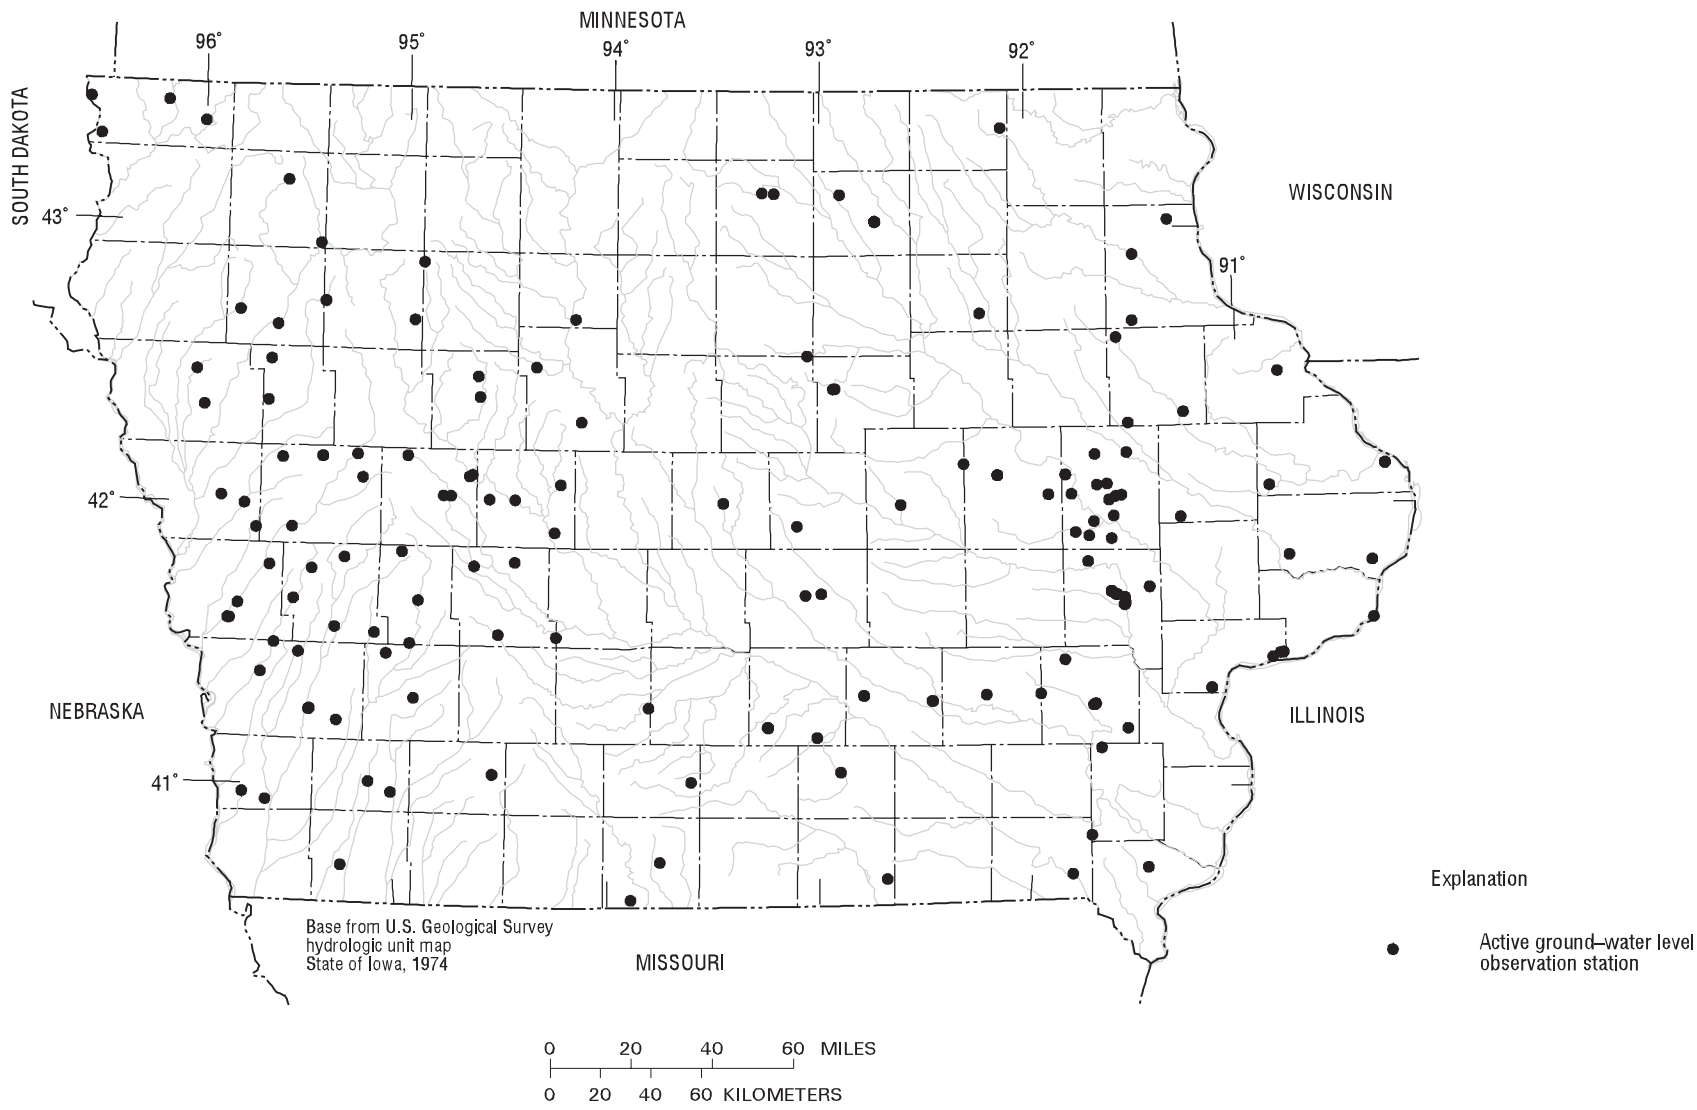 MINNESOTA
96°
95°
94°
93°
92°
SOUTH DAKOTA
WISCONSIN
43°
91°
42°
NEBRASKA
ILLINOIS
41°
Explanation
Base from U.S. Geological Survey
hydrologic unit map
State of Iowa, 1974
MISSOURI
Active ground–water level
observation station
0 20 40 60 MILES
0 20 40 60 KILOMETERS